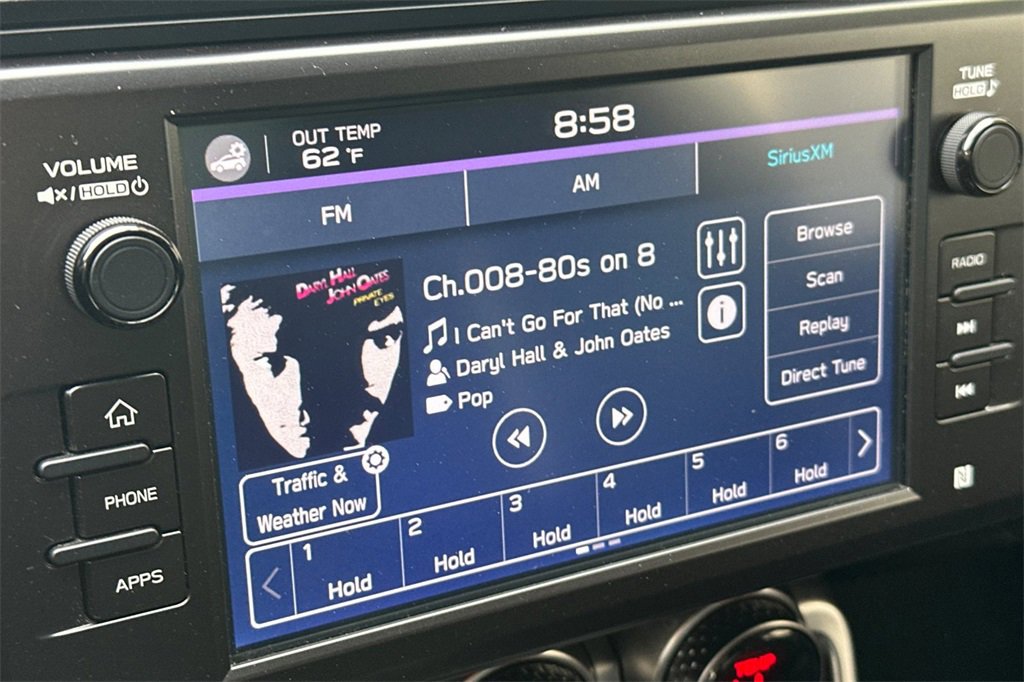 VOLUME
/HOLD
OUT TEMP
62 °F
8:58
TUNE
HOLD
FM
AM
SiriusXM
DARYL HALL
JOHN OATES
PRIVATE
EYES
Ch.008-80s on 8
I Can't Go For That (No ...
Daryl Hall & John Oates
Pop
Browse
Scan
Replay
Direct Tune
RADIO
PHONE
APPS
Traffic &
Weather Now
1 Hold
2 Hold
3 Hold
4 Hold
5 Hold
6 Hold
TEMP